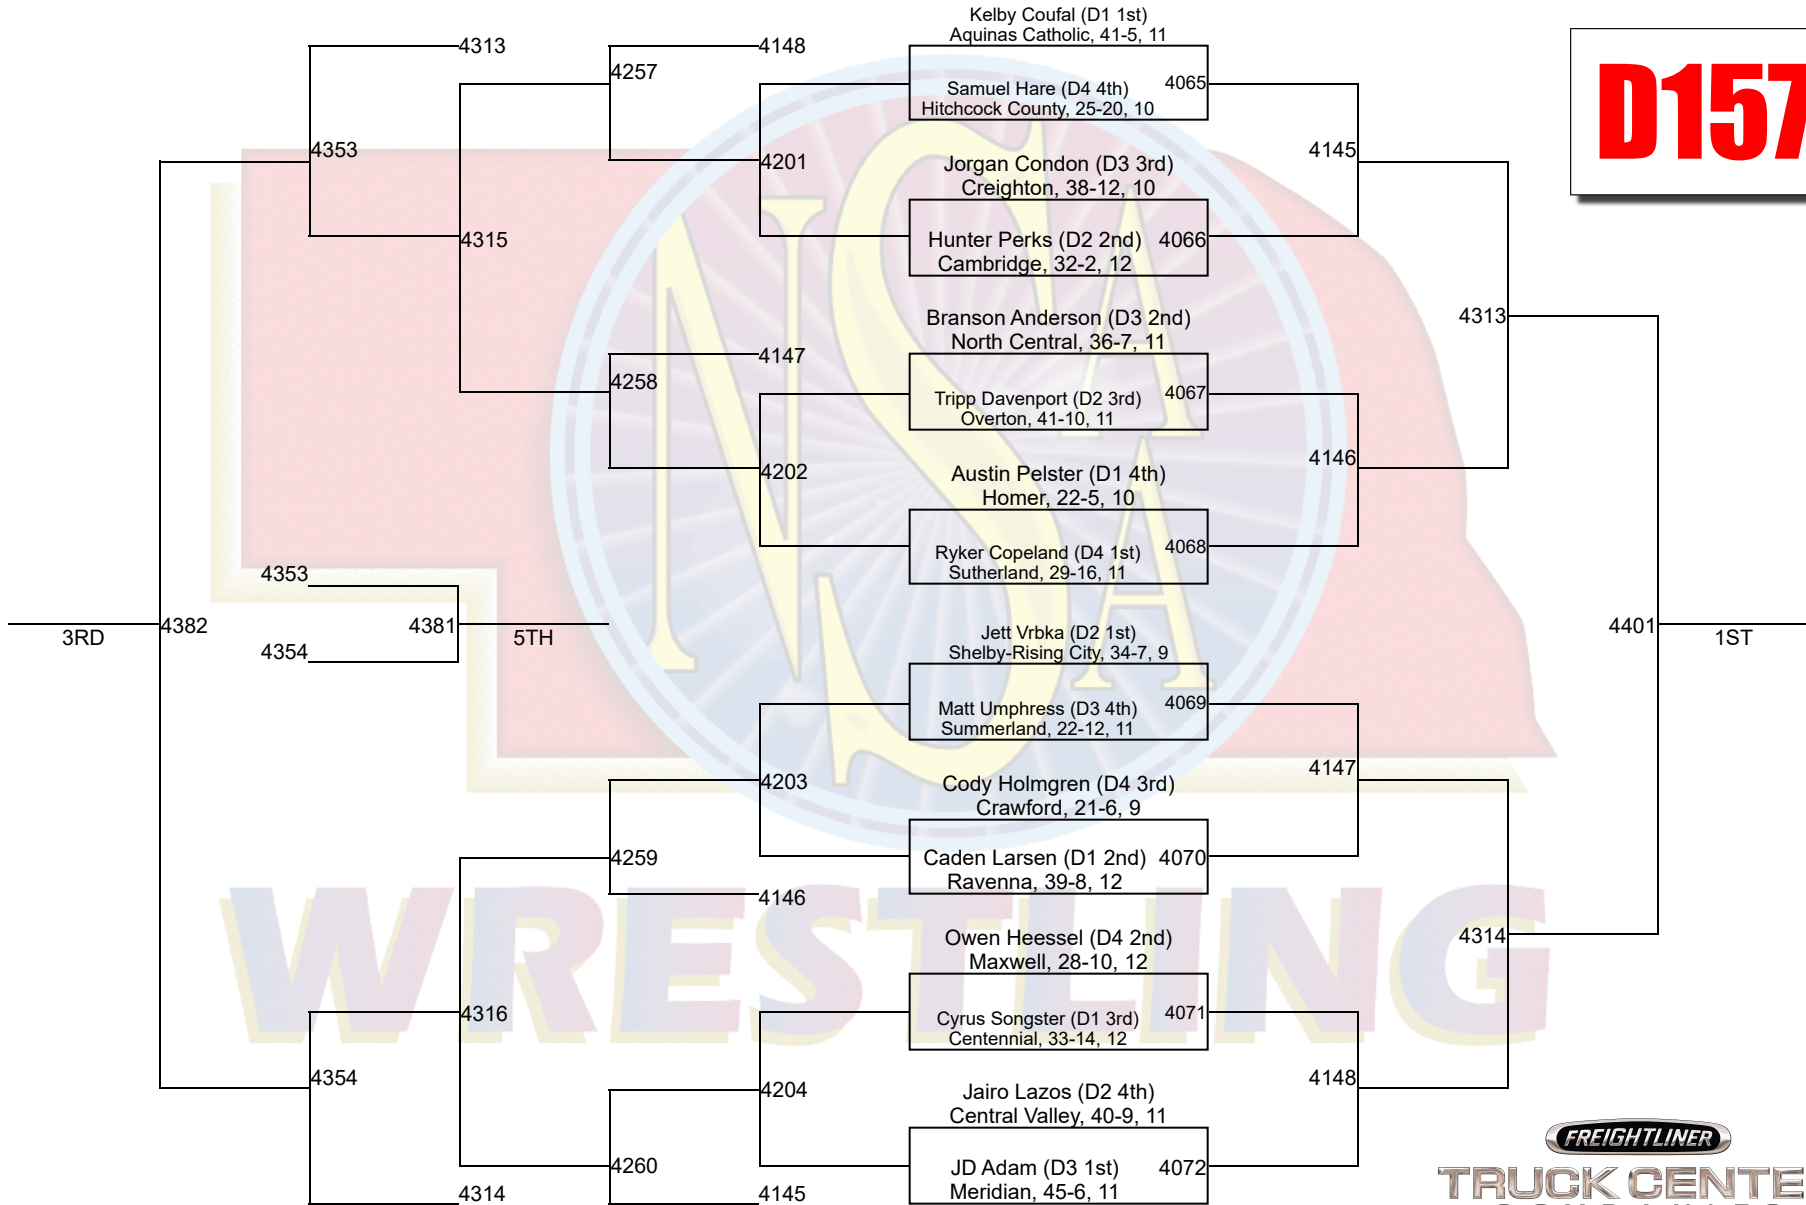 Kelby Coufal (D1 1st)
Aquinas Catholic, 41-5, 11
D157
4313
4148
4257
Samuel Hare (D4 4th)
4065
Hitchcock County, 25-20, 10
4353
4201
Jorgan Condon (D3 3rd)
Creighton, 38-12, 10
4145
4315
Hunter Perks (D2 2nd)
4066
Cambridge, 32-2, 12
Branson Anderson (D3 2nd)
North Central, 36-7, 11
4313
4147
4258
Tripp Davenport (D2 3rd)
4067
Overton, 41-10, 11
4202
Austin Pelster (D1 4th)
Homer, 22-5, 10
4146
Ryker Copeland (D4 1st)
4068
Sutherland, 29-16, 11
4353
3RD
4382
4381
5TH
4354
Jett Vrbka (D2 1st)
Shelby-Rising City, 34-7, 9
4401
1ST
Matt Umphress (D3 4th)
4069
Summerland, 22-12, 11
4203
Cody Holmgren (D4 3rd)
Crawford, 21-6, 9
4147
4259
Caden Larsen (D1 2nd)
4070
Ravenna, 39-8, 12
4146
Owen Heessel (D4 2nd)
Maxwell, 28-10, 12
4314
4316
Cyrus Songster (D1 3rd)
4071
Centennial, 33-14, 12
4354
4204
Jairo Lazos (D2 4th)
Central Valley, 40-9, 11
4148
4260
JD Adam (D3 1st)
4072
Meridian, 45-6, 11
4314
4145
NSAA
WRESTLING
FREIGHTLINER
TRUCK CENTE